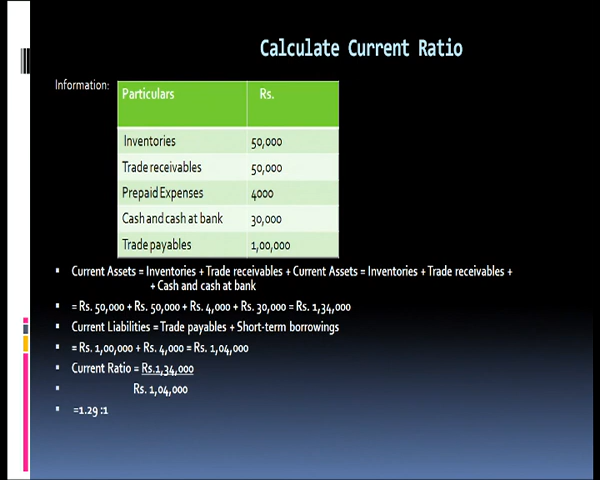 Calculate Current Ratio
Information:
Particulars Rs.
Inventories 50,000
Trade receivables 50,000
Prepaid Expenses 4000
Cash and cash at bank 30,000
Trade payables 1,00,000
Current Assets = Inventories + Trade receivables + Current Assets = Inventories + Trade receivables +
+ Cash and cash at bank
= Rs. 50,000 + Rs. 50,000 + Rs. 4,000 + Rs. 30,000 = Rs. 1,34,000
Current Liabilities = Trade payables + Short-term borrowings
= Rs. 1,00,000 + Rs. 4,000 = Rs. 1,04,000
Current Ratio = Rs.1,34,000
Rs. 1,04,000
=1.29 :1